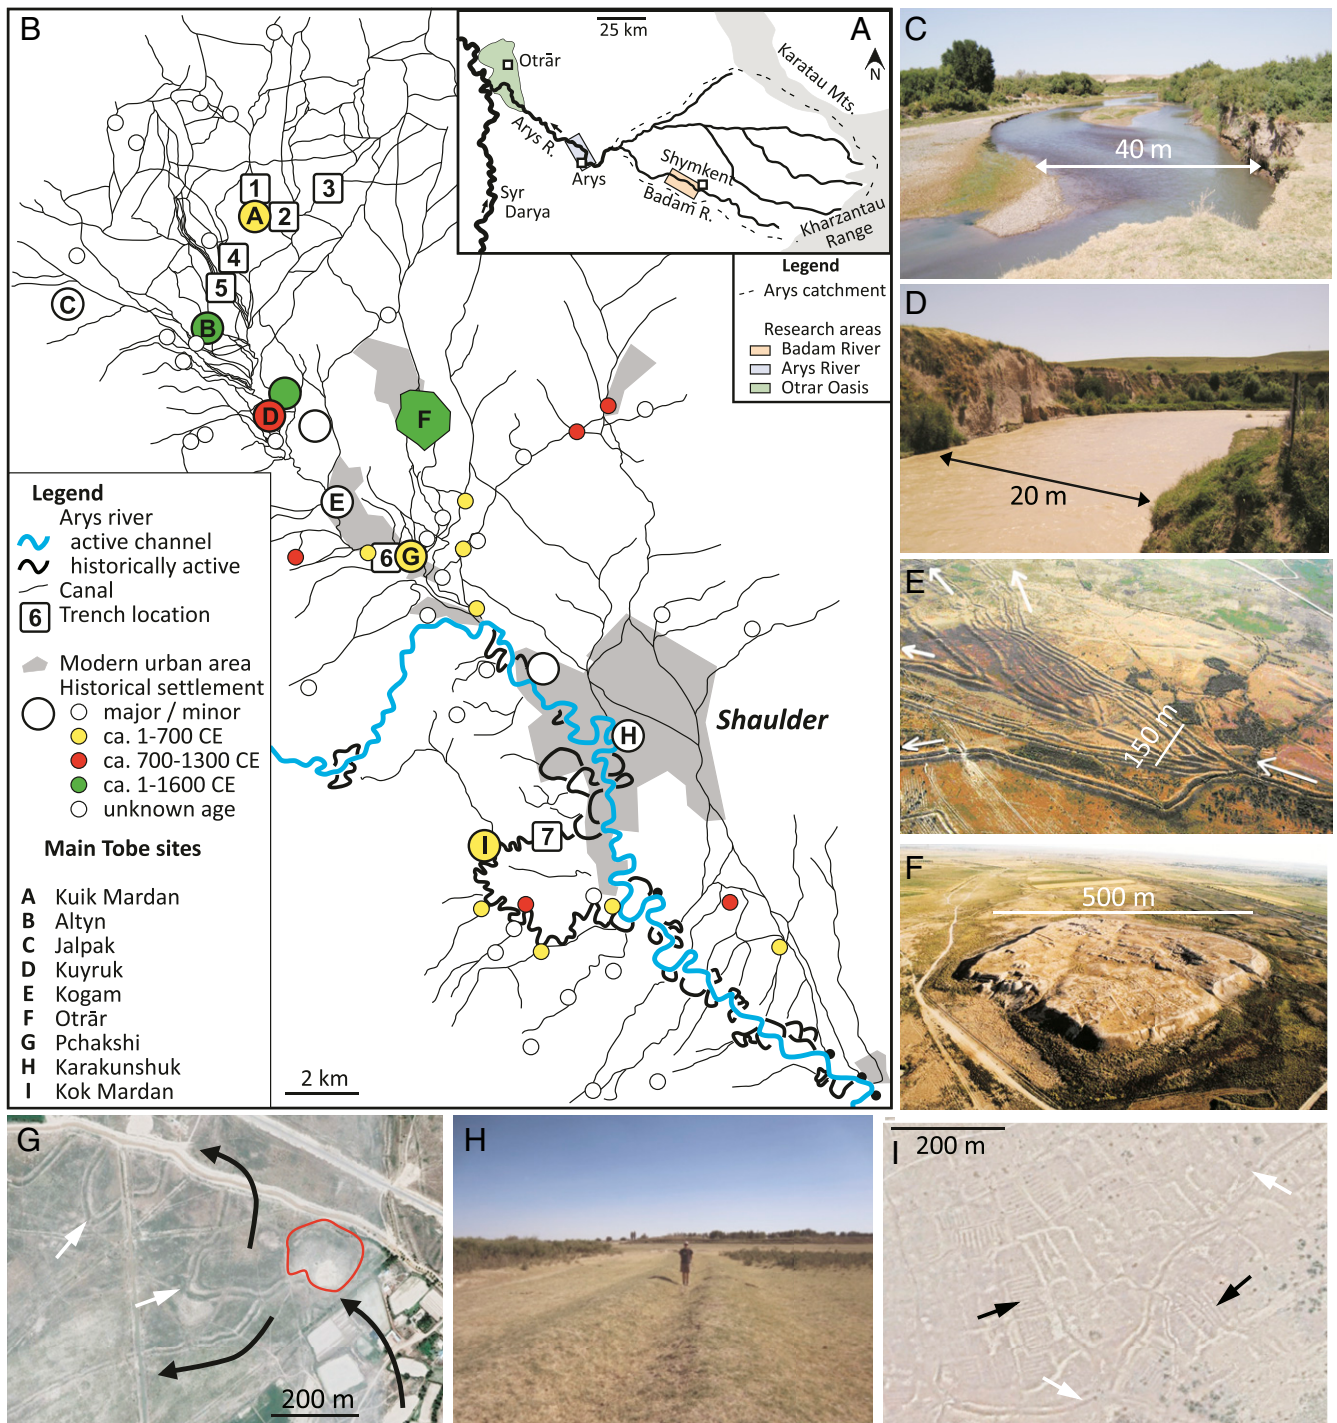 B
A
25 km
N
Otrār
Karatau Mts.
Arys R.
Arys
Shymkent
Badam R.
Syr
Darya
Kharzantau
Range
Legend
Arys catchment
Research areas
Badam River
Arys River
Otrar Oasis
1
A
2
3
4
5
C
B
D
F
E
6
G
H
I
7
Shaulder
2 km
Legend
Arys river
active channel
historically active
Canal
6 Trench location
Modern urban area
Historical settlement
major / minor
ca. 1-700 CE
ca. 700-1300 CE
ca. 1-1600 CE
unknown age
Main Tobe sites
A Kuik Mardan
B Altyn
C Jalpak
D Kuyruk
E Kogam
F Otrār
G Pchakshi
H Karakunshuk
I Kok Mardan
C
40 m
D
20 m
E
150 m
F
500 m
G
200 m
H
I
200 m